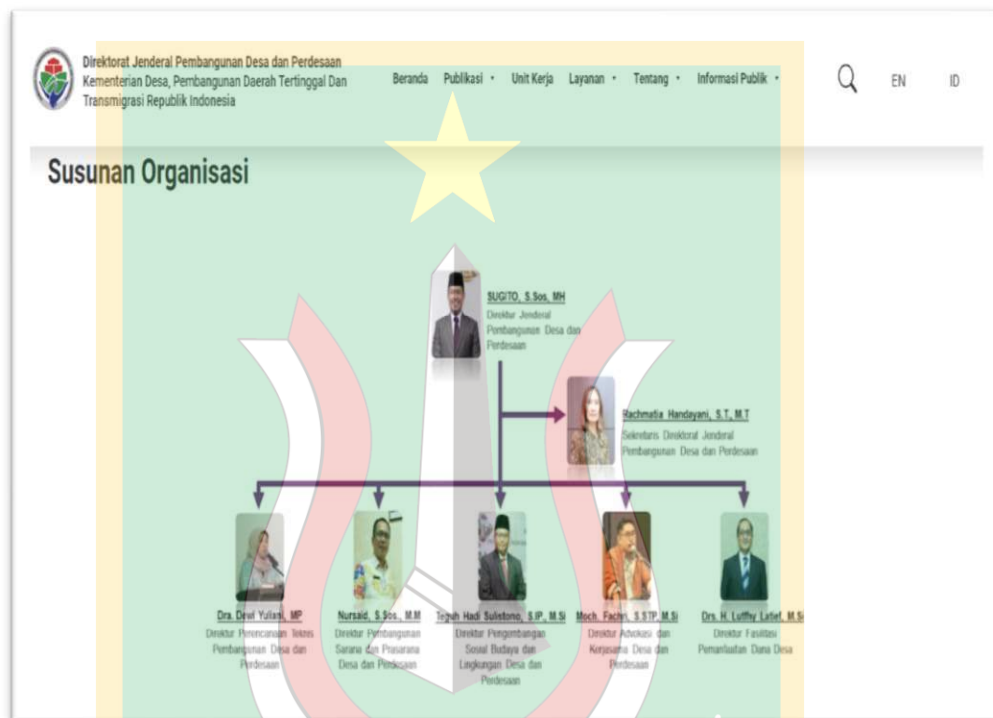 Direktorat Jenderal Pembangunan Desa dan Perdesaan
Kementerian Desa, Pembangunan Daerah Tertinggal Dan
Transmigrasi Republik Indonesia
Beranda Publikasi Unit Kerja Layanan Tentang Informasi Publik EN ID
Susunan Organisasi
SUGITO, S.Sos, MH
Direktur Jenderal
Pembangunan Desa dan
Perdesaan
Rachmatia Handayani, S.T., M.T
Sekretaris Direktorat Jenderal
Pembangunan Desa dan Perdesaan
Dra. Dewi Yuliani, MP
Direktur Perencanaan Teknis
Pembangunan Desa dan
Perdesaan
Nursaid, S.Sos., M.M
Direktur Pembangunan
Sarana dan Prasarana
Desa dan Perdesaan
Teguh Hadi Sulistono, S.IP., M.Si
Direktur Pengembangan
Sosial Budaya dan
Lingkungan Desa dan
Perdesaan
Moch. Fachri, S.STP, M.Si
Direktur Advokasi dan
Kerjasama Desa dan
Perdesaan
Drs. H. Luthfy Latief, M.Si
Direktur Fasilitasi
Pemanfaatan Dana Desa